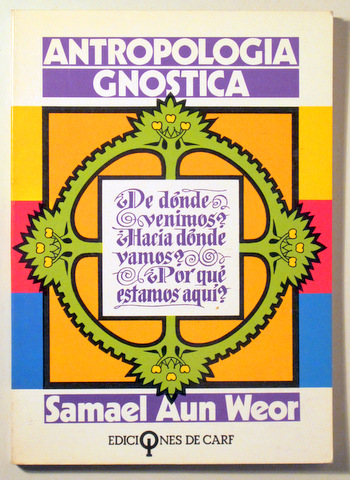 ANTROPOLOGIA
GNOSTICA
¿De dónde
venimos?
¿Hacia dónde
vamos?
¿Por qué
estamos aquí?
Samael Aun Weor
EDICIONES DE CARF